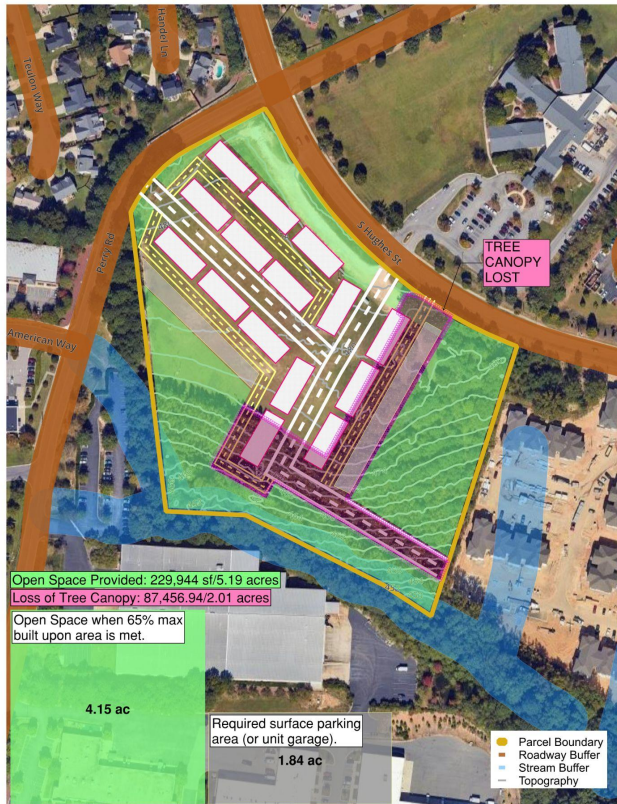 Handel Ln
Teulon Way
S Hughes St
TREE
CANOPY
LOST
Perry Rd
American Way
Open Space Provided: 229,944 sf/5.19 acres
Loss of Tree Canopy: 87,456.94/2.01 acres
Open Space when 65% max
built upon area is met.
4.15 ac
Required surface parking
area (or unit garage).
1.84 ac
Parcel Boundary
Roadway Buffer
Stream Buffer
Topography